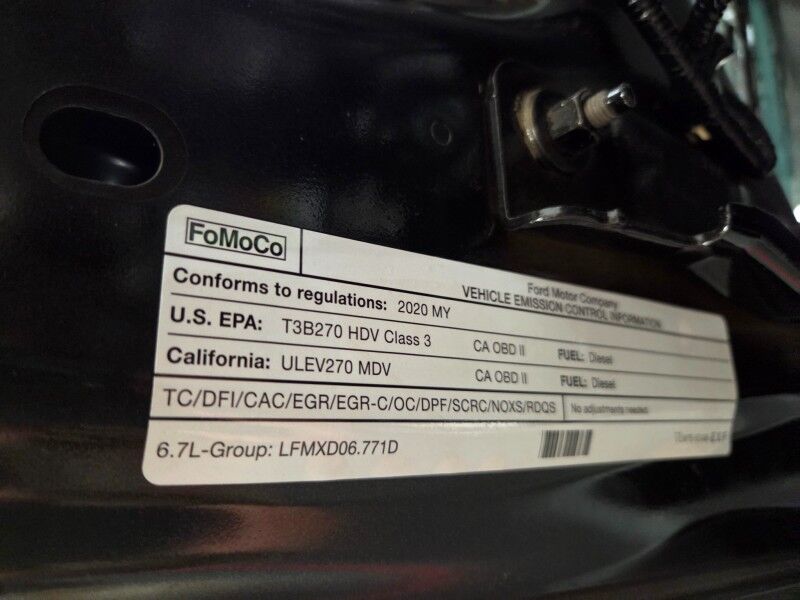 FoMoCo
Ford Motor Company
VEHICLE EMISSION CONTROL INFORMATION
Conforms to regulations: 2020 MY
U.S. EPA: T3B270 HDV Class 3 CA OBD II FUEL: Diesel
California: ULEV270 MDV CA OBD II FUEL: Diesel
TC/DFI/CAC/EGR/EGR-C/OC/DPF/SCRC/NOXS/RDQS No adjustments needed.
6.7L-Group: LFMXD06.771D